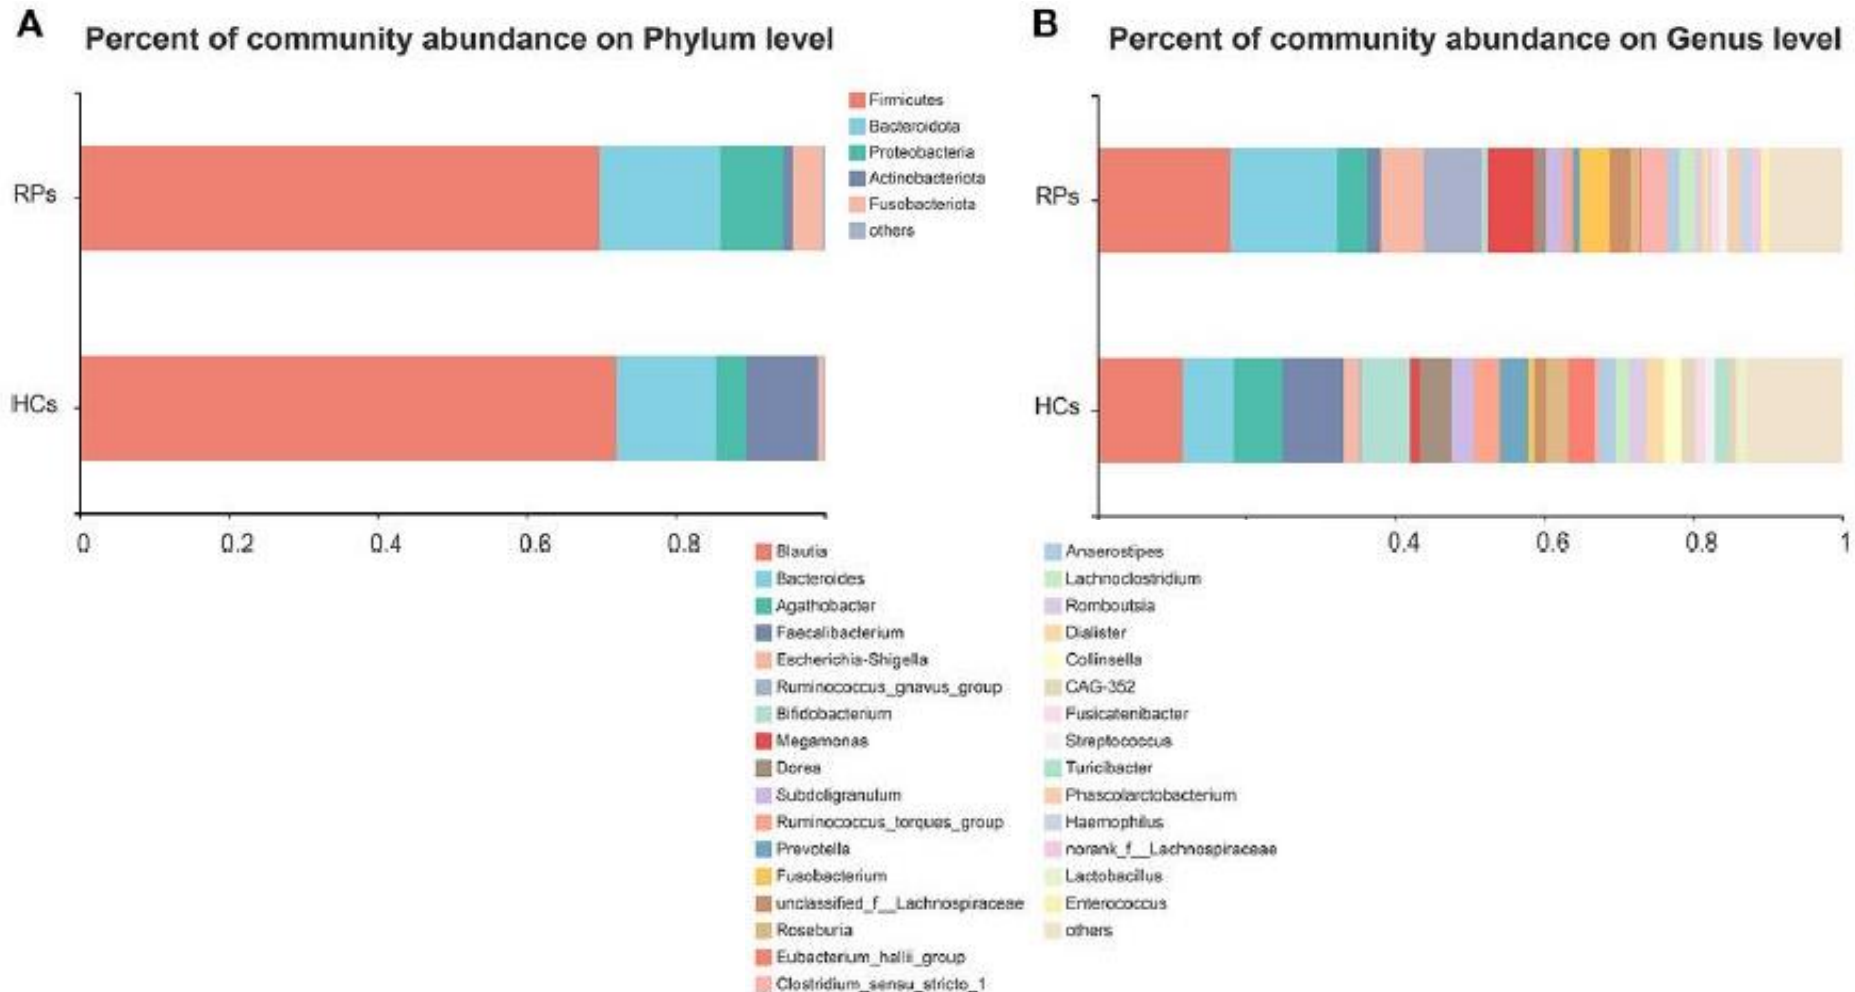 A
Percent of community abundance on Phylum level
RPs
HCs
0 0.2 0.4 0.6 0.8
Firmicutes
Bacteroidota
Proteobacteria
Actinobacteriota
Fusobacteriota
others
B
Percent of community abundance on Genus level
RPs
HCs
0.4 0.6 0.8 1
Blautia
Bacteroides
Agathobacter
Faecalibacterium
Escherichia-Shigella
Ruminococcus_gnavus_group
Bifidobacterium
Megamonas
Dorea
Subdoligranulum
Ruminococcus_torques_group
Prevotella
Fusobacterium
unclassified_f__Lachnospiraceae
Roseburia
Eubacterium_hallii_group
Clostridium_sensu_stricto_1
Anaerostipes
Lachnoclostridium
Romboutsia
Dialister
Collinsella
CAG-352
Fusicatenibacter
Streptococcus
Turicibacter
Phascolarctobacterium
Haemophilus
norank_f__Lachnospiraceae
Lactobacillus
Enterococcus
others